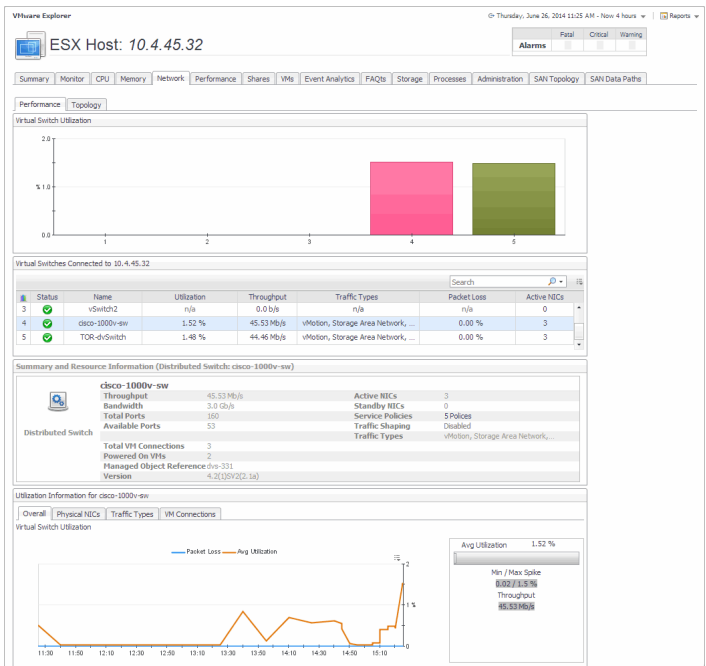 VMware Explorer
Thursday, June 26, 2014 11:25 AM - Now 4 hours
Reports
ESX Host: 10.4.45.32
Fatal Critical Warning
Alarms
Summary Monitor CPU Memory Network Performance Shares VMs Event Analytics FAQts Storage Processes Administration SAN Topology SAN Data Paths
Performance Topology
Virtual Switch Utilization
2.0
% 1.0
0.0
1 2 3 4 5
Virtual Switches Connected to 10.4.45.32
Search
Status Name Utilization Throughput Traffic Types Packet Loss Active NICs
3 vSwitch2 n/a 0.0 b/s n/a n/a 0
4 cisco-1000v-sw 1.52 % 45.53 Mb/s vMotion, Storage Area Network, ... 0.00 % 3
5 TOR-dvSwitch 1.48 % 44.46 Mb/s vMotion, Storage Area Network, ... 0.00 % 3
Summary and Resource Information (Distributed Switch: cisco-1000v-sw)
cisco-1000v-sw
Throughput 45.53 Mb/s Active NICs 3
Bandwidth 3.0 Gb/s Standby NICs 0
Total Ports 160 Service Policies 5 Polices
Available Ports 53 Traffic Shaping Disabled
Distributed Switch
Traffic Types vMotion, Storage Area Network,...
Total VM Connections 3
Powered On VMs 2
Managed Object Reference dvs-331
Version 4.2(1)SV2(2.1a)
Utilization Information for cisco-1000v-sw
Overall Physical NICs Traffic Types VM Connections
Virtual Switch Utilization
Packet Loss Avg Utilization
2
1 %
0
11:30 11:50 12:10 12:30 12:50 13:10 13:30 13:50 14:10 14:30 14:50 15:10
Avg Utilization 1.52 %
Min / Max Spike
0.02 / 1.5 %
Throughput
45.53 Mb/s